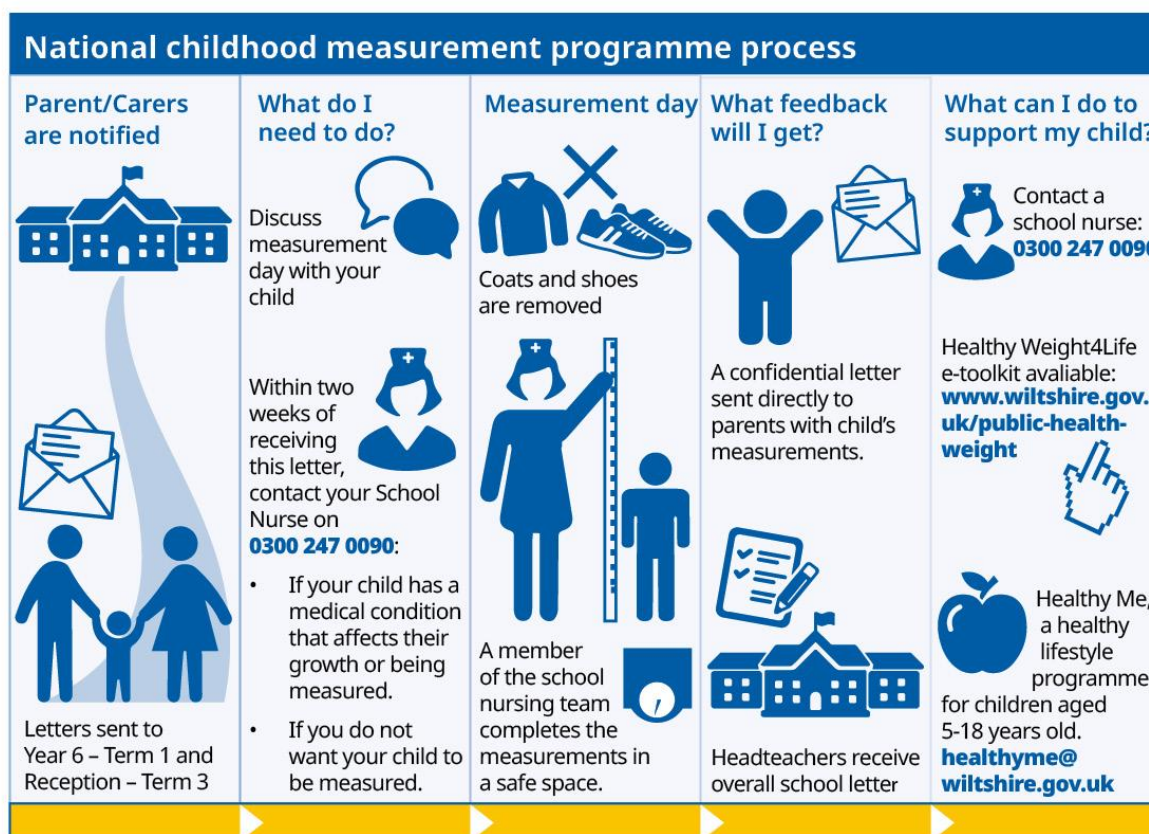 National childhood measurement programme process
Parent/Carers
are notified
Letters sent to
Year 6 – Term 1 and
Reception – Term 3
What do I
need to do?
Discuss
measurement
day with your
child
Within two
weeks of
receiving
this letter,
contact your School
Nurse on
0300 247 0090:
• If your child has a
medical condition
that affects their
growth or being
measured.
• If you do not
want your child to
be measured.
Measurement day
Coats and shoes
are removed
A member
of the school
nursing team
completes the
measurements in
a safe space.
What feedback
will I get?
A confidential letter
sent directly to
parents with child’s
measurements.
Headteachers receive
overall school letter
What can I do to
support my child?
Contact a
school nurse:
0300 247 0090
Healthy Weight4Life
e-toolkit avaliable:
www.wiltshire.gov.
uk/public-health-
weight
Healthy Me,
a healthy
lifestyle
programme
for children aged
5-18 years old.
healthyme@
wiltshire.gov.uk